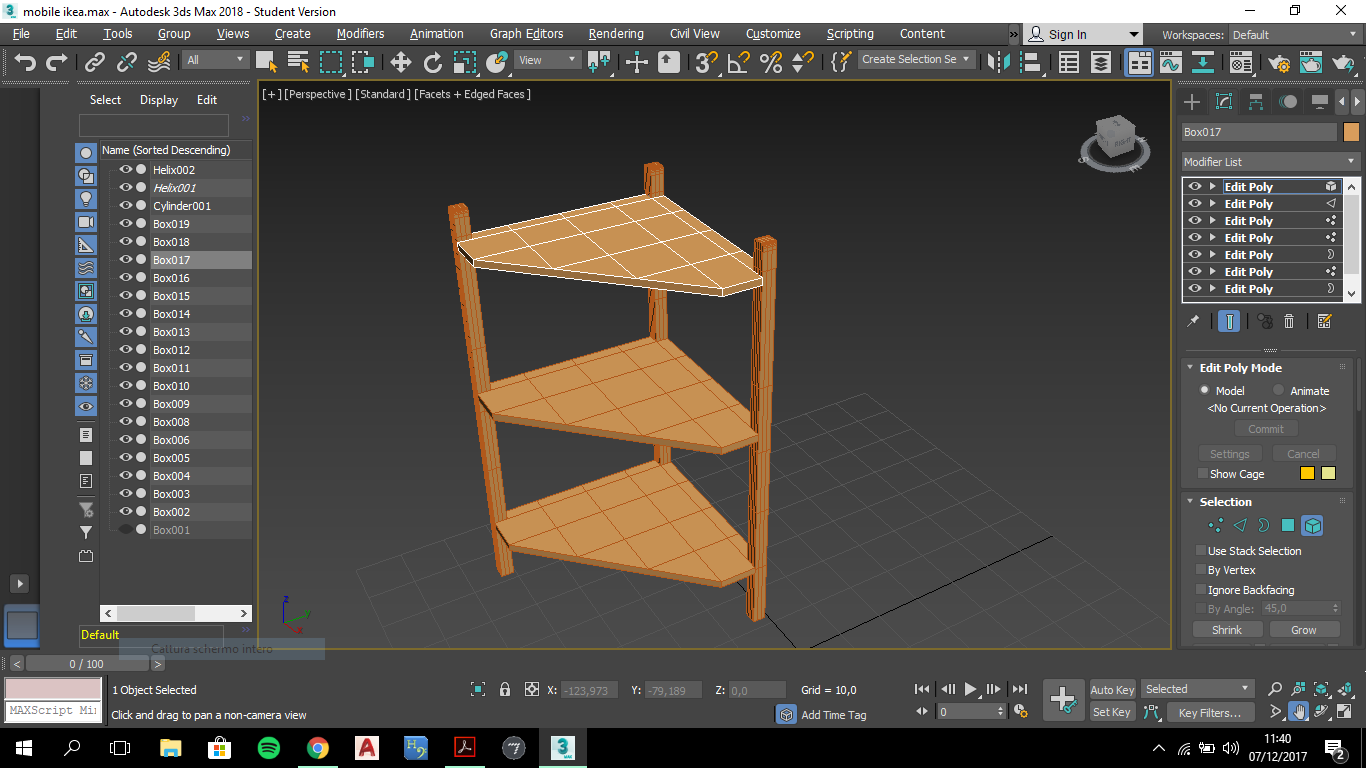 mobile ikea.max - Autodesk 3ds Max 2018 - Student Version
File Edit Tools Group Views Create Modifiers Animation Graph Editors Rendering Civil View Customize Scripting Content » Sign In Workspaces: Default
All View Create Selection Se
Select Display Edit
[+] [Perspective ] [Standard ] [Facets + Edged Faces ]
Name (Sorted Descending)
Helix002
Helix001
Cylinder001
Box019
Box018
Box017
Box016
Box015
Box014
Box013
Box012
Box011
Box010
Box009
Box008
Box006
Box005
Box004
Box003
Box002
Box001
Default
Cattura schermo intero
RIGHT
z
y
x
Box017
Modifier List
Edit Poly
Edit Poly
Edit Poly
Edit Poly
Edit Poly
Edit Poly
Edit Poly
Edit Poly Mode
Model Animate
<No Current Operation>
Commit
Settings Cancel
Show Cage
Selection
Use Stack Selection
By Vertex
Ignore Backfacing
By Angle: 45,0
Shrink Grow
< 0 / 100 >
1 Object Selected X: -123,973 Y: -79,189 Z: 0,0 Grid = 10,0 Auto Key Selected
MAXScript Mi Click and drag to pan a non-camera view Add Time Tag 0 Set Key Key Filters...
11:40
07/12/2017
2